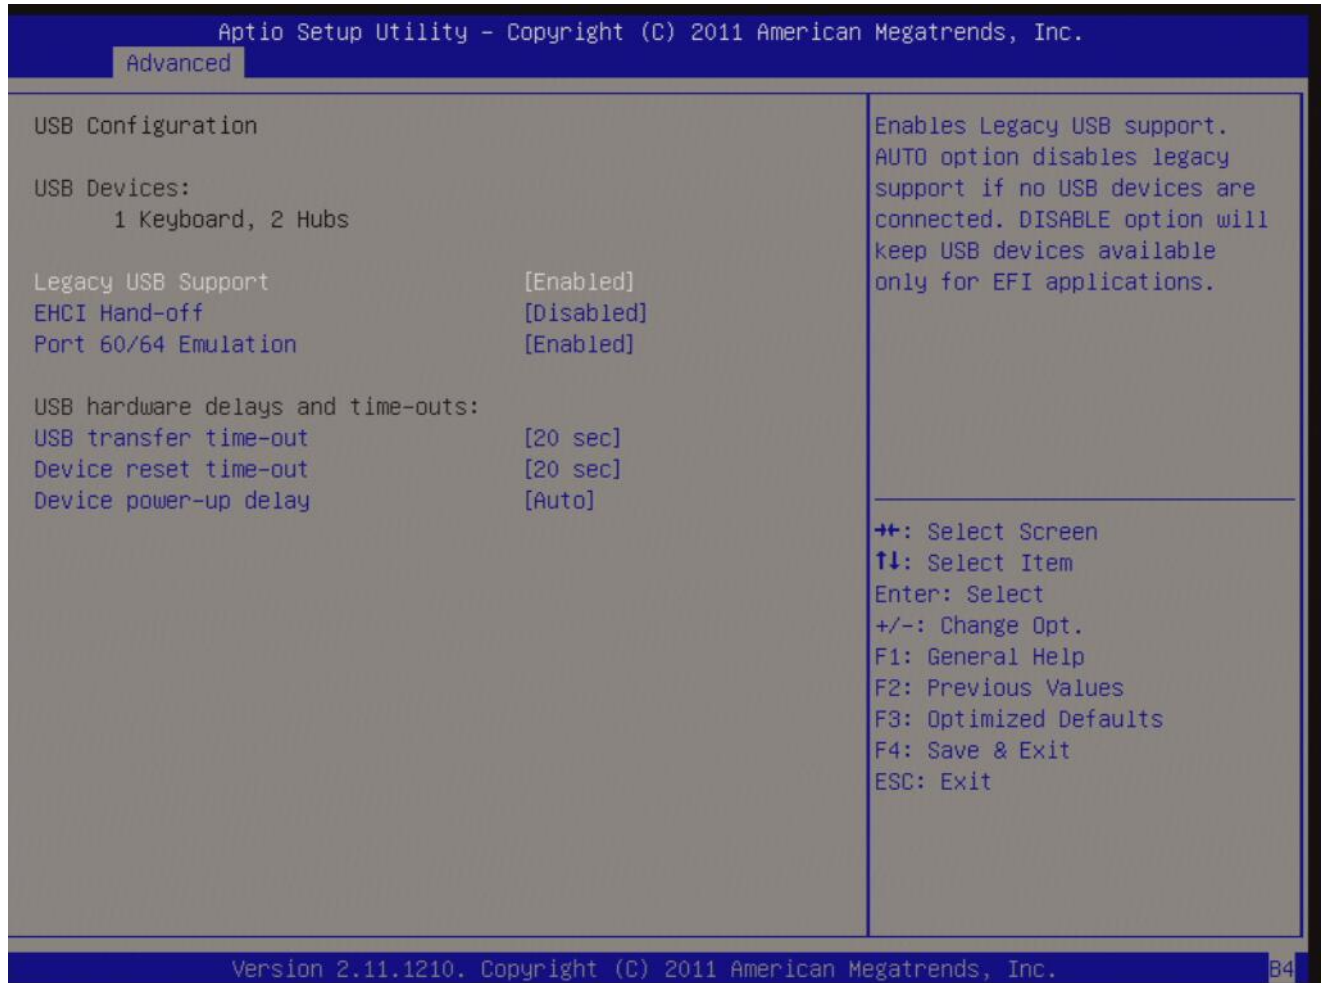 Aptio Setup Utility – Copyright (C) 2011 American Megatrends, Inc.
Advanced
USB Configuration
USB Devices:
1 Keyboard, 2 Hubs
Legacy USB Support [Enabled]
EHCI Hand-off [Disabled]
Port 60/64 Emulation [Enabled]
USB hardware delays and time-outs:
USB transfer time-out [20 sec]
Device reset time-out [20 sec]
Device power-up delay [Auto]
Enables Legacy USB support.
AUTO option disables legacy
support if no USB devices are
connected. DISABLE option will
keep USB devices available
only for EFI applications.
→←: Select Screen
↑↓: Select Item
Enter: Select
+/-: Change Opt.
F1: General Help
F2: Previous Values
F3: Optimized Defaults
F4: Save & Exit
ESC: Exit
Version 2.11.1210. Copyright (C) 2011 American Megatrends, Inc.
B4